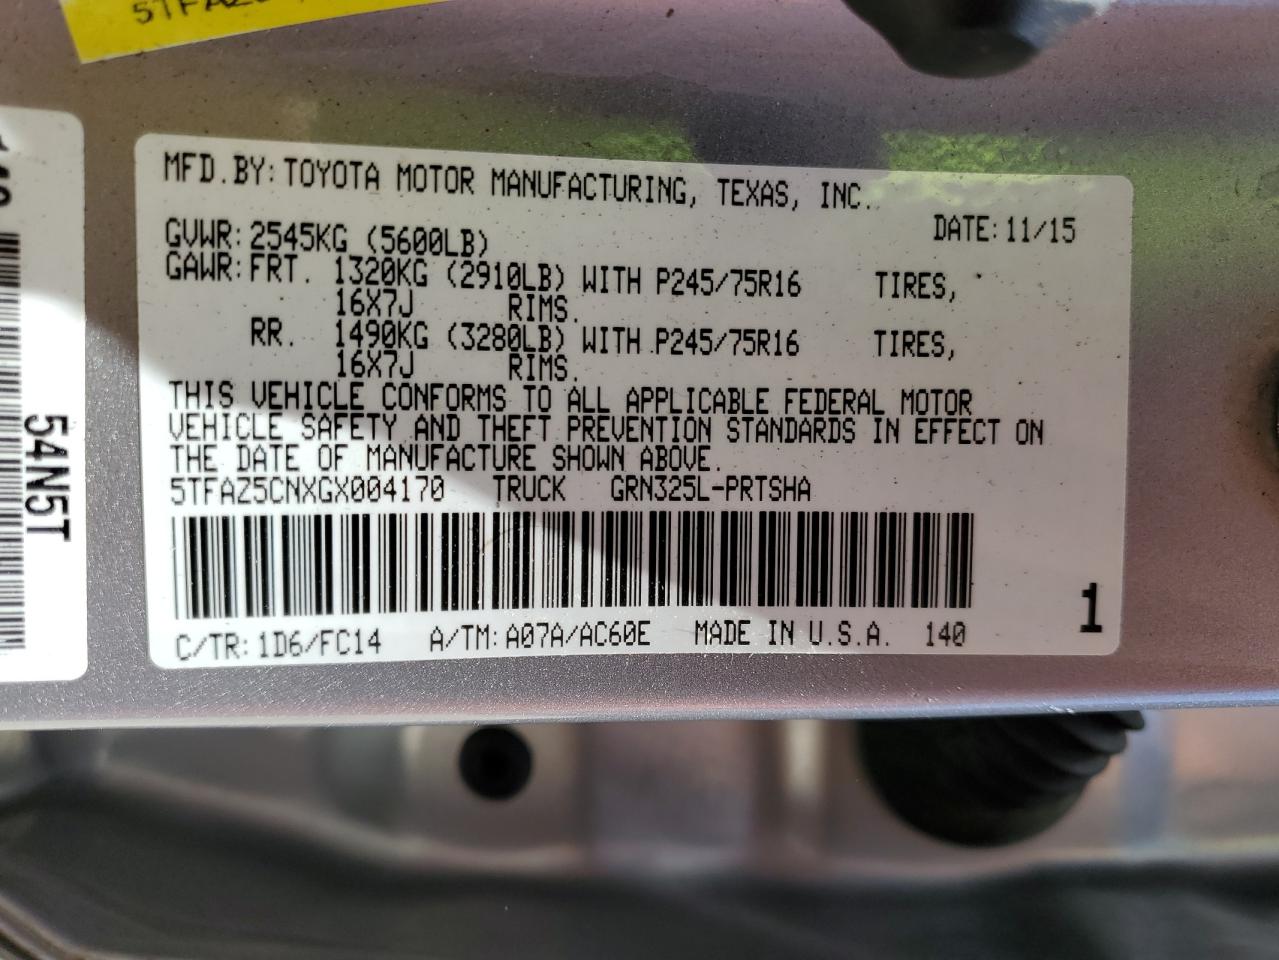 MFD.BY: TOYOTA MOTOR MANUFACTURING, TEXAS, INC.
DATE: 11/15
GVWR: 2545KG (5600LB)
GAWR: FRT. 1320KG (2910LB) WITH P245/75R16 TIRES,
16X7J RIMS.
RR. 1490KG (3280LB) WITH P245/75R16 TIRES,
16X7J RIMS.
THIS VEHICLE CONFORMS TO ALL APPLICABLE FEDERAL MOTOR
VEHICLE SAFETY AND THEFT PREVENTION STANDARDS IN EFFECT ON
THE DATE OF MANUFACTURE SHOWN ABOVE.
5TFAZ5CNXGX004170 TRUCK GRN325L-PRTSHA
C/TR: 1D6/FC14 A/TM: A07A/AC60E MADE IN U.S.A. 140
1
54N5T